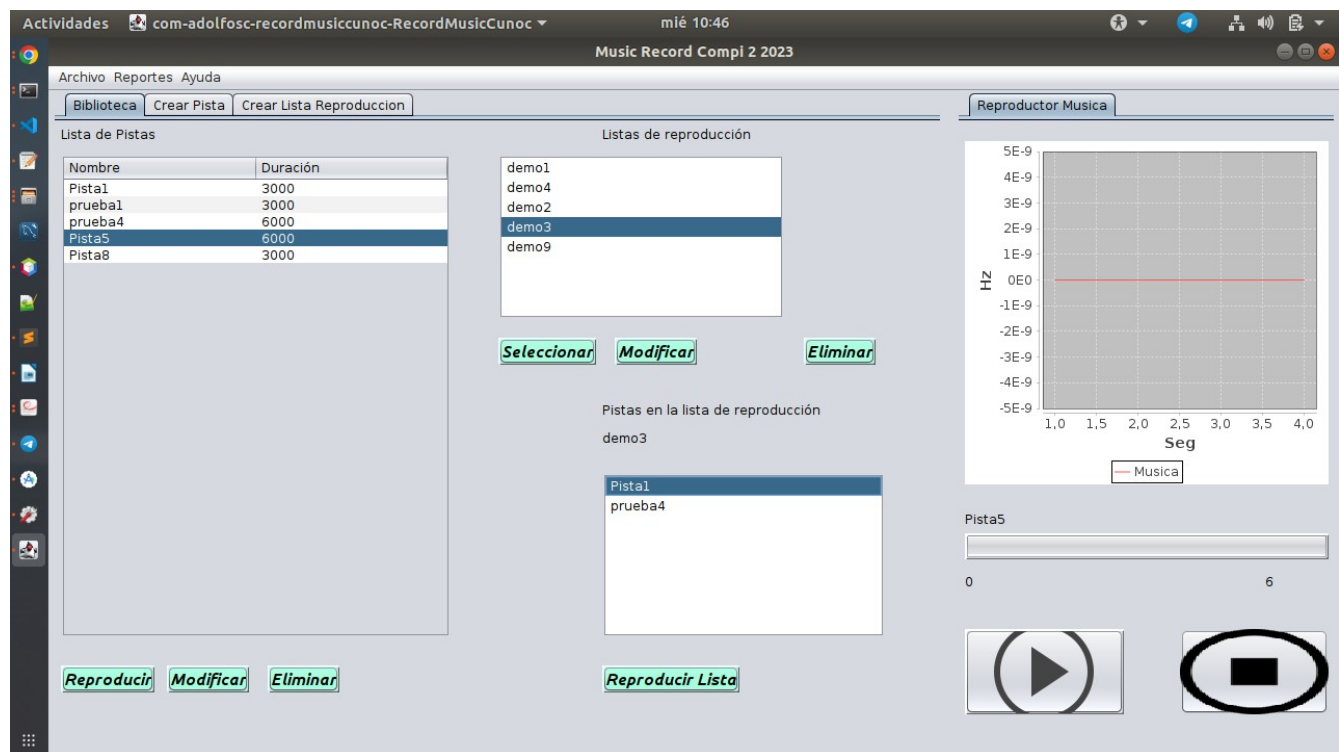 Actividades com-adolfosc-recordmusiccunoc-RecordMusicCunoc mié 10:46
Music Record Compi 2 2023
Archivo Reportes Ayuda
Biblioteca Crear Pista Crear Lista Reproduccion
Lista de Pistas
Nombre Duración
Pista1 3000
prueba1 3000
prueba4 6000
Pista5 6000
Pista8 3000
Reproducir Modificar Eliminar
Listas de reproducción
demo1
demo4
demo2
demo3
demo9
Seleccionar Modificar Eliminar
Pistas en la lista de reproducción
demo3
Pista1
prueba4
Reproducir Lista
Reproductor Musica
5E-9
4E-9
3E-9
2E-9
1E-9
0E0
-1E-9
-2E-9
-3E-9
-4E-9
-5E-9
Hz
1,0 1,5 2,0 2,5 3,0 3,5 4,0
Seg
Musica
Pista5
0 6